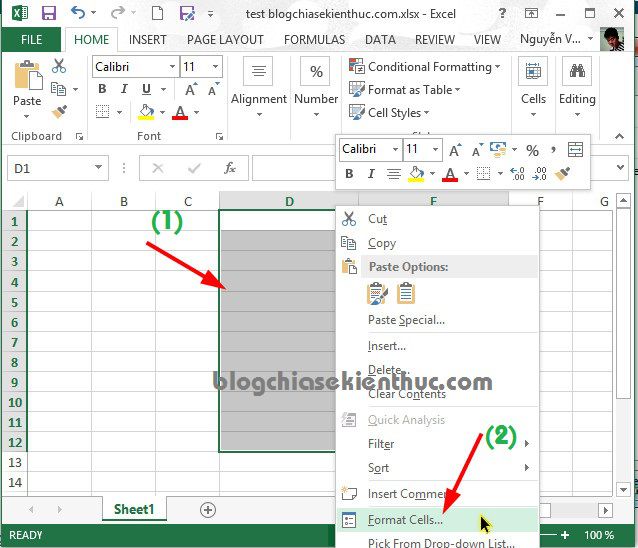 test blogchiasekienthuc.com.xlsx - Excel
FILE HOME INSERT PAGE LAYOUT FORMULAS DATA REVIEW VIEW Nguyễn V...
Calibri 11
Paste
B I U
Alignment
Number
%
Conditional Formatting
Format as Table
Cell Styles
Cells
Editing
Clipboard
Font
Calibri 11
%
B I
D1
fx
A B C D E F G
1
(1)
2
3
4
5
6
7
8
9
10
11
12
13
14
Cut
Copy
Paste Options:
Paste Special...
Insert...
Delete...
blogchiasekienthuc.com
Clear Contents
Quick Analysis
(2)
Filter
Sort
Insert Comme
Format Cells...
Pick From Drop-down List...
Sheet1
READY
100 %